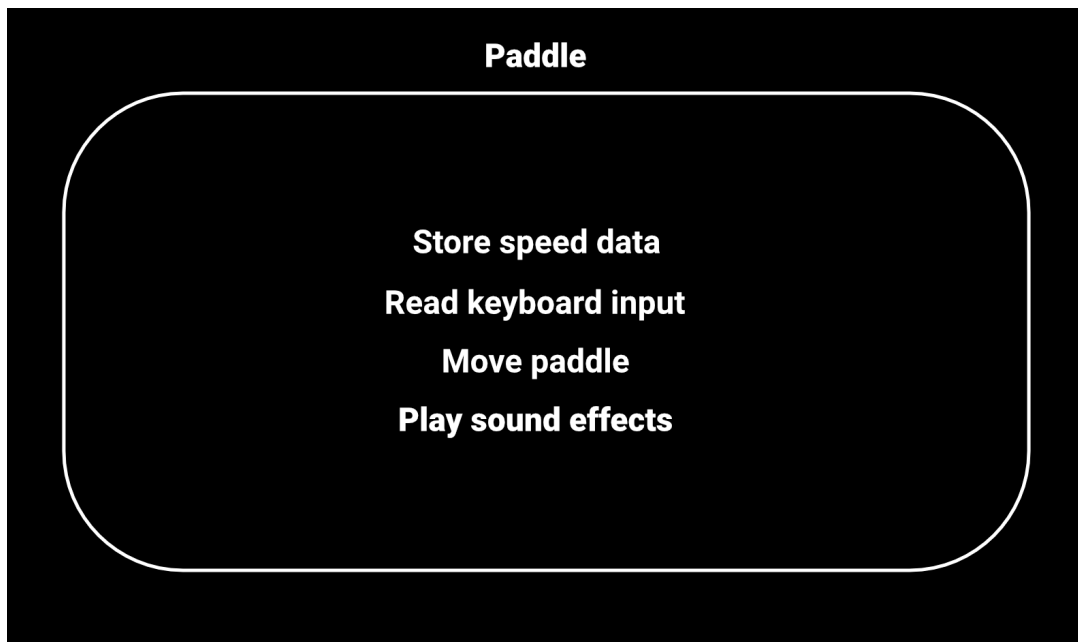 Paddle
Store speed data
Read keyboard input
Move paddle
Play sound effects